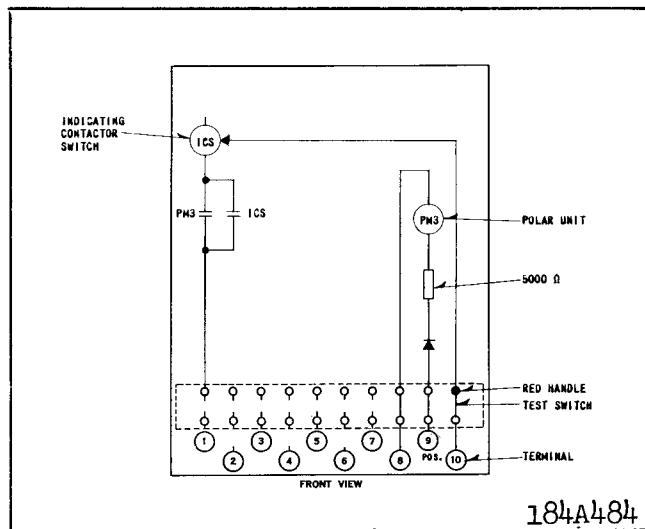 INDICATING
CONTACTOR
SWITCH
ICS
PM3
ICS
PM3
POLAR UNIT
5000 Ω
RED HANDLE
TEST SWITCH
1
3
5
7
9
2
4
6
8
POS.
10
TERMINAL
FRONT VIEW
184A484